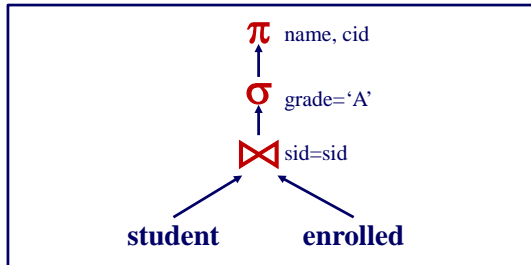 π name, cid
σ grade=‘A’
⋈ sid=sid
student enrolled